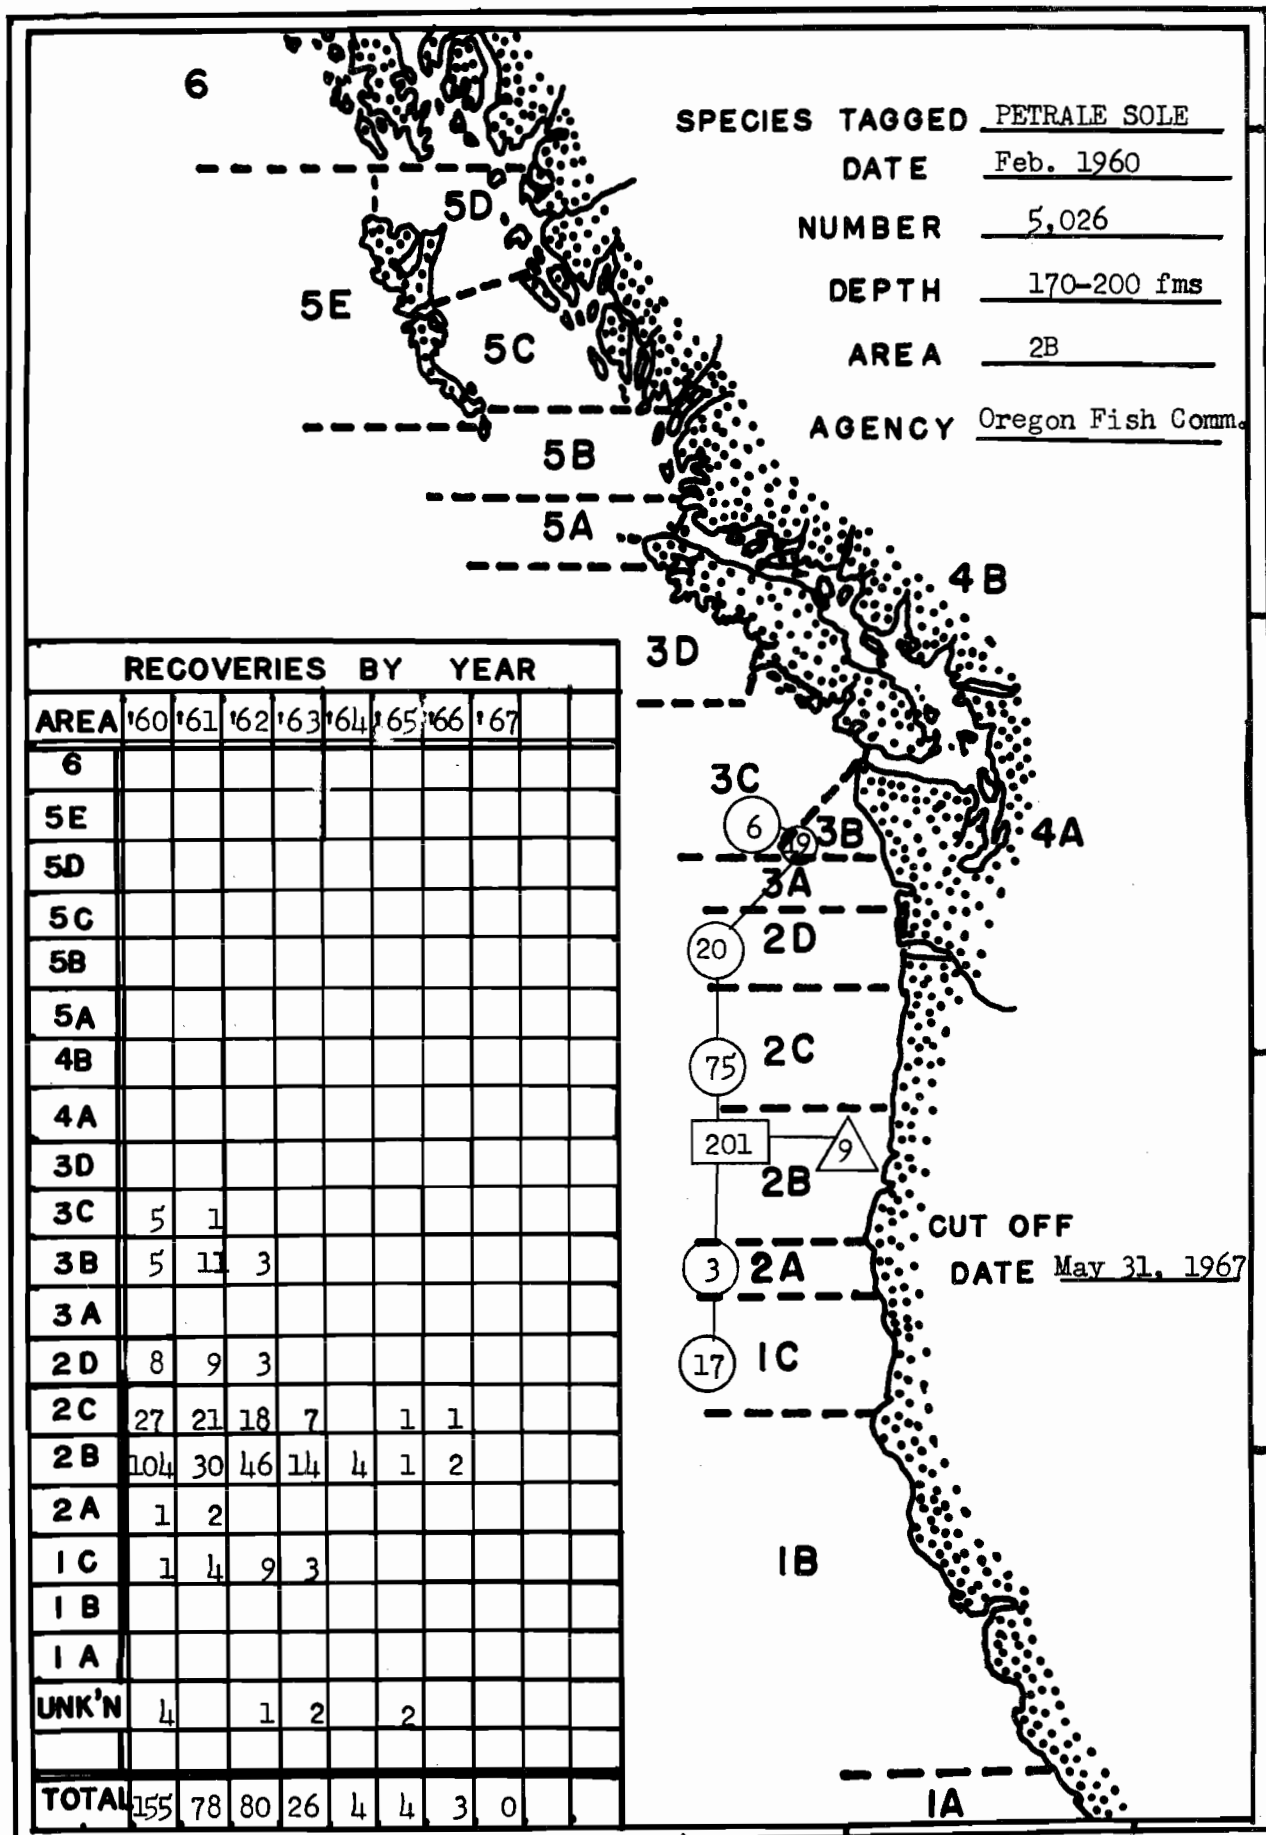 6
SPECIES TAGGED PETRALE SOLE
DATE Feb. 1960
5D
NUMBER 5,026
5E
DEPTH 170-200 fms
5C
AREA 2B
AGENCY Oregon Fish Comm.
5B
5A
4B
3D
3C
6
19
3B
4A
3A
20
2D
75
2C
201
9
2B
CUT OFF
DATE May 31, 1967
3
2A
17
1C
1B
1A
RECOVERIES BY YEAR
AREA '60 '61 '62 '63 '64 '65 '66 '67
6
5E
5D
5C
5B
5A
4B
4A
3D
3C 5 1
3B 5 11 3
3A
2D 8 9 3
2C 27 21 18 7 1 1
2B 104 30 46 14 4 1 2
2A 1 2
1C 1 4 9 3
1B
1A
UNK'N 4 1 2 2
TOTAL 155 78 80 26 4 4 3 0